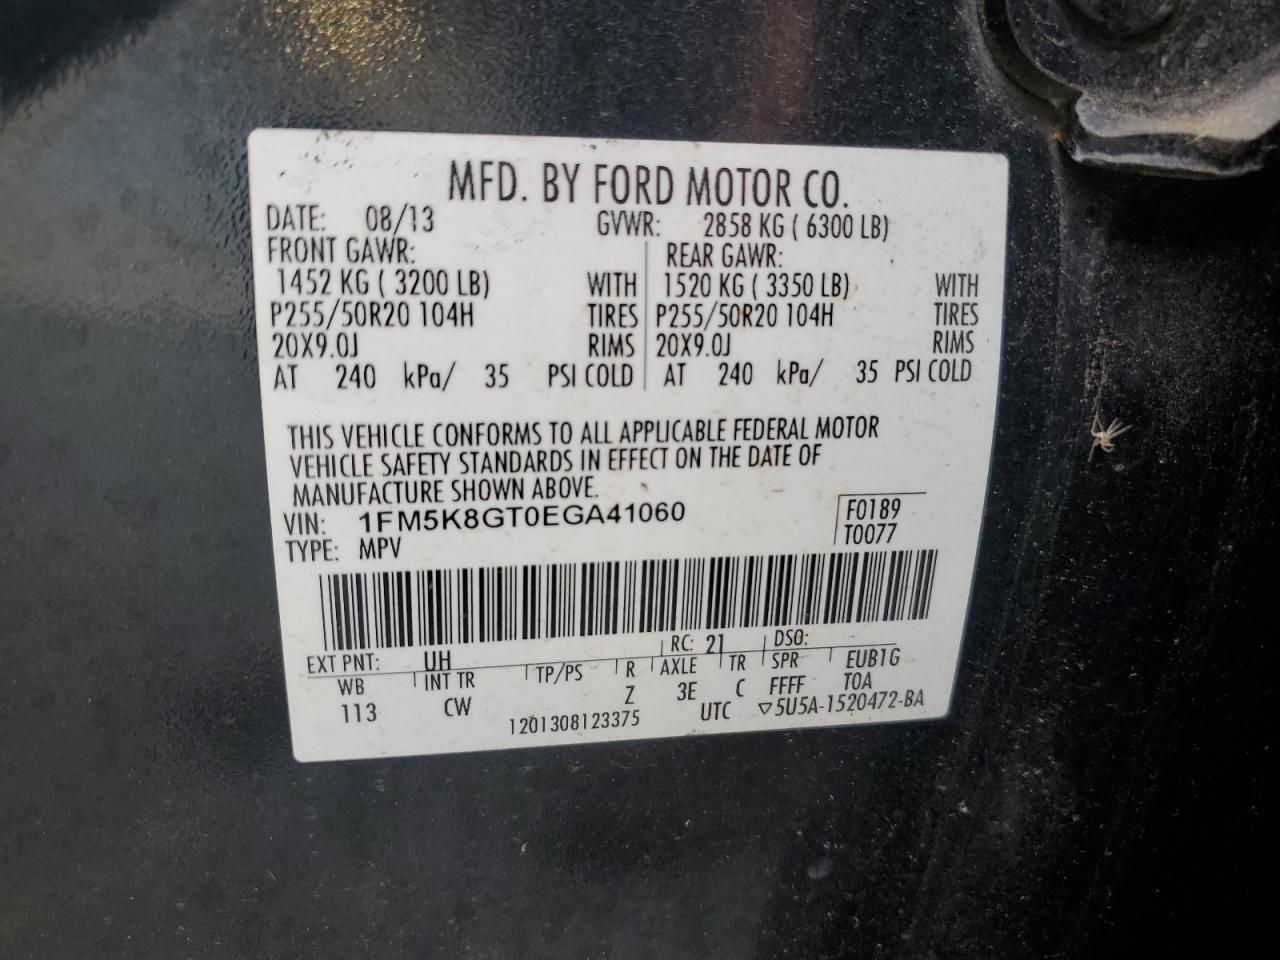 MFD. BY FORD MOTOR CO.
DATE: 08/13 GVWR: 2858 KG ( 6300 LB)
FRONT GAWR: REAR GAWR:
1452 KG ( 3200 LB) WITH 1520 KG ( 3350 LB) WITH
P255/50R20 104H TIRES P255/50R20 104H TIRES
20X9.0J RIMS 20X9.0J RIMS
AT 240 kPa/ 35 PSI COLD AT 240 kPa/ 35 PSI COLD
THIS VEHICLE CONFORMS TO ALL APPLICABLE FEDERAL MOTOR
VEHICLE SAFETY STANDARDS IN EFFECT ON THE DATE OF
MANUFACTURE SHOWN ABOVE.
VIN: 1FM5K8GT0EGA41060 F0189
TYPE: MPV T0077
EXT PNT: UH RC: 21 DSO:
WB INT TR TP/PS R AXLE TR SPR EUB1G
113 CW Z 3E C FFFF T0A
1201308123375 UTC ▽5U5A-1520472-BA